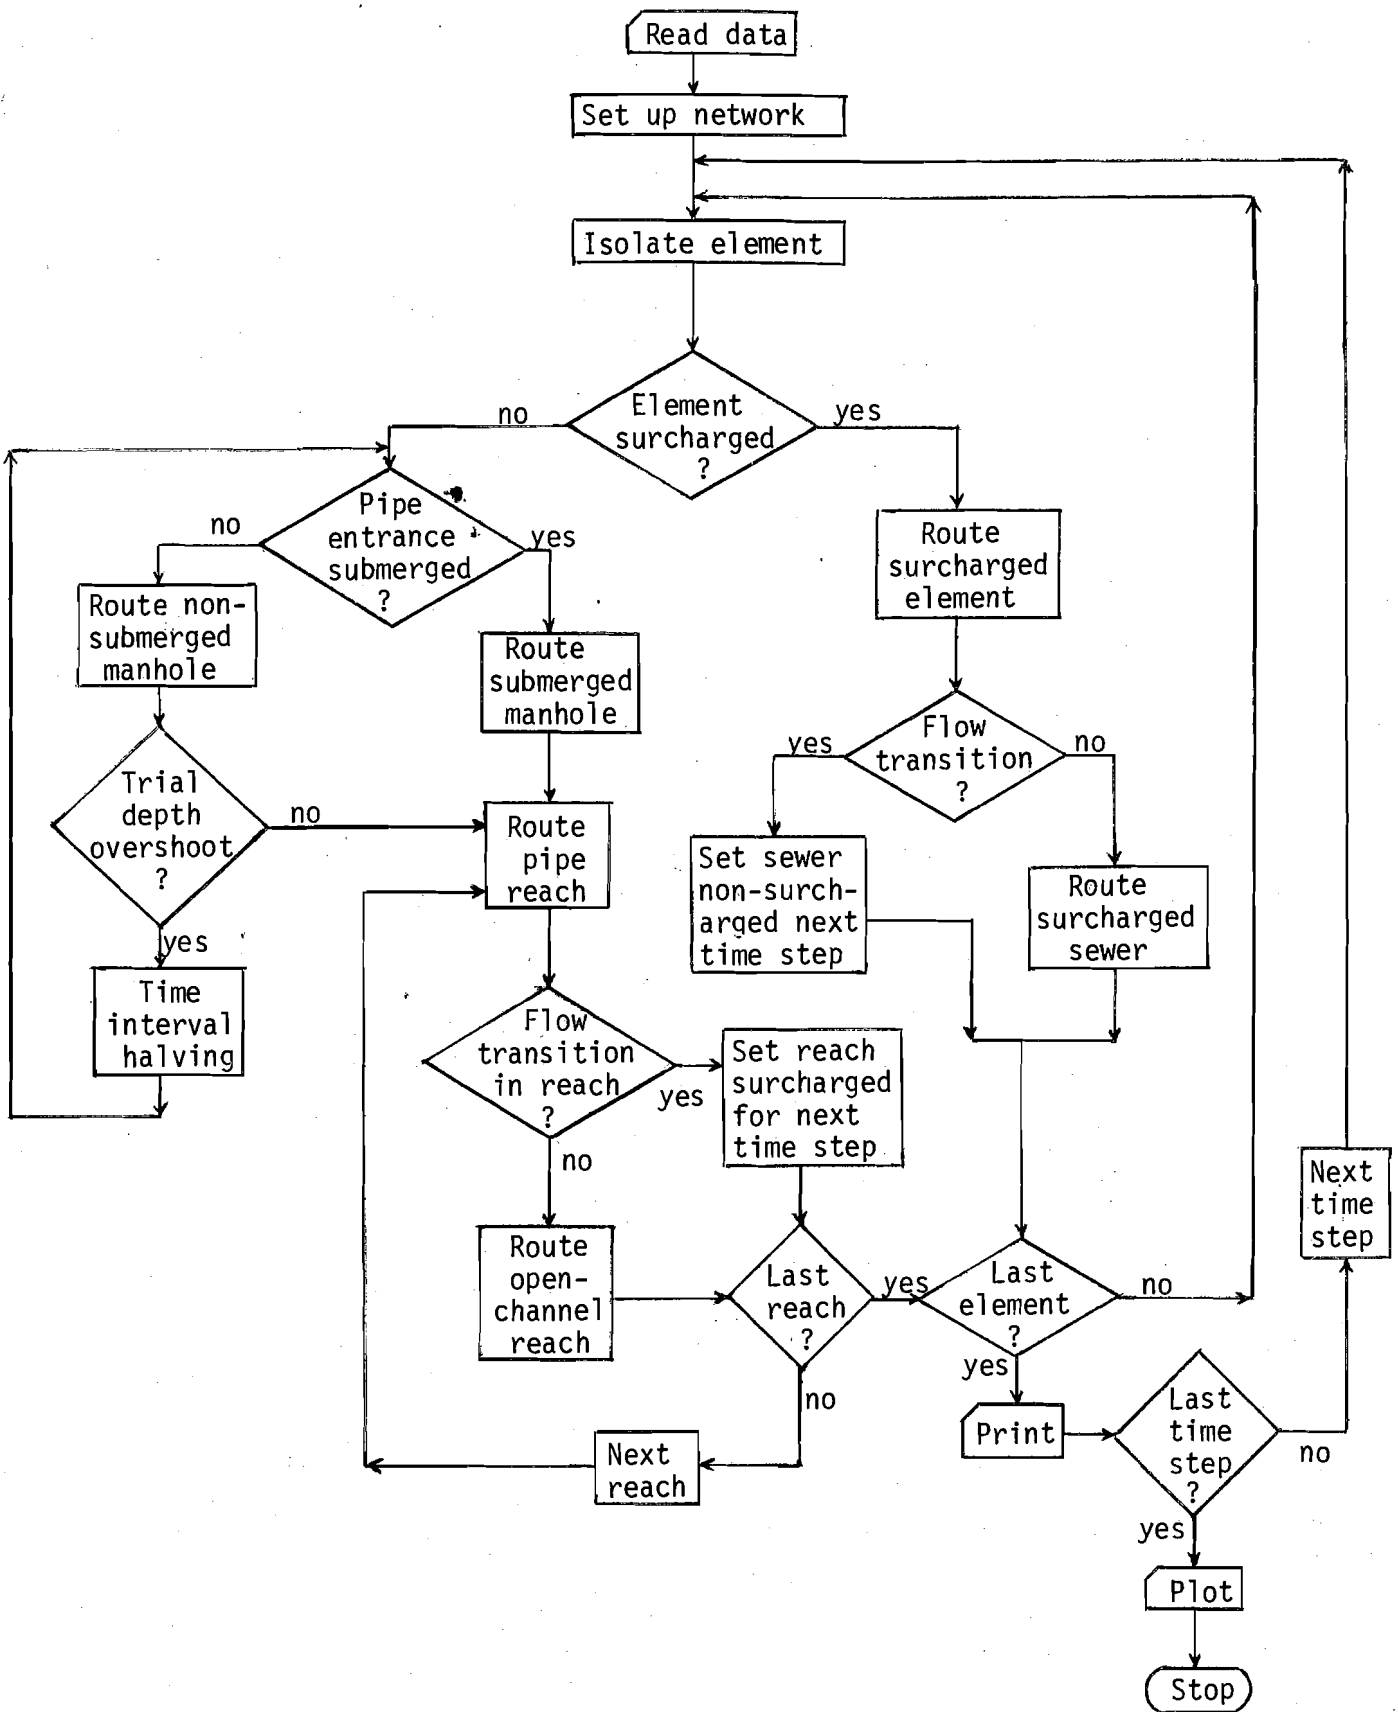 Read data
Set up network
Isolate element
Element
surcharged
?
no
yes
Pipe
entrance
submerged
?
no
yes
Route non-
submerged
manhole
Route
submerged
manhole
Route
surcharged
element
Trial
depth
overshoot
?
no
yes
Time
interval
halving
Route
pipe
reach
Flow
transition
?
yes
no
Set sewer
non-surch-
arged next
time step
Route
surcharged
sewer
Flow
transition
in reach
?
yes
no
Set reach
surcharged
for next
time step
Route
open-
channel
reach
Last
reach
?
yes
no
Next
reach
Last
element
?
no
yes
Print
Last
time
step
?
no
yes
Next
time
step
Plot
Stop